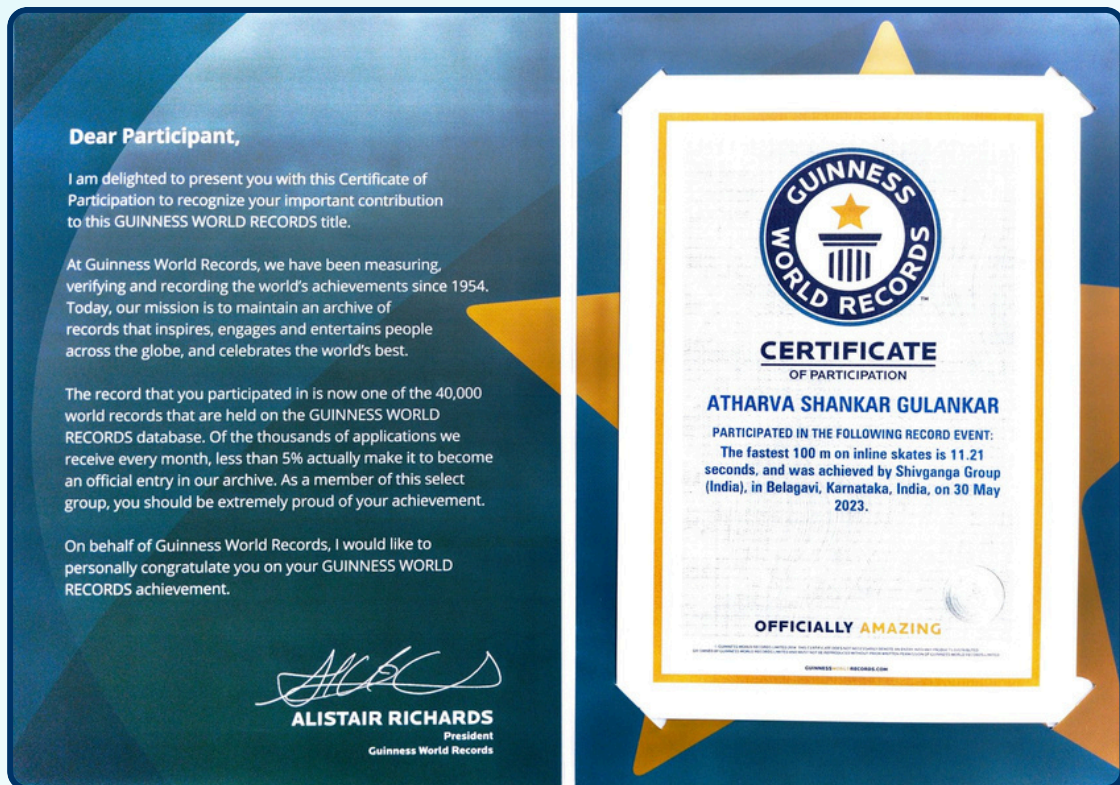 Dear Participant,
I am delighted to present you with this Certificate of
Participation to recognize your important contribution
to this GUINNESS WORLD RECORDS title.
At Guinness World Records, we have been measuring,
verifying and recording the world's achievements since 1954.
Today, our mission is to maintain an archive of
records that inspires, engages and entertains people
across the globe, and celebrates the world's best.
The record that you participated in is now one of the 40,000
world records that are held on the GUINNESS WORLD
RECORDS database. Of the thousands of applications we
receive every month, less than 5% actually make it to become
an official entry in our archive. As a member of this select
group, you should be extremely proud of your achievement.
On behalf of Guinness World Records, I would like to
personally congratulate you on your GUINNESS WORLD
RECORDS achievement.
ALISTAIR RICHARDS
President
Guinness World Records
GUINNESS
WORLD RECORDS
TM
CERTIFICATE
OF PARTICIPATION
ATHARVA SHANKAR GULANKAR
PARTICIPATED IN THE FOLLOWING RECORD EVENT:
The fastest 100 m on inline skates is 11.21
seconds, and was achieved by Shivganga Group
(India), in Belagavi, Karnataka, India, on 30 May
2023.
OFFICIALLY AMAZING
GUINNESSWORLDRECORDS.COM